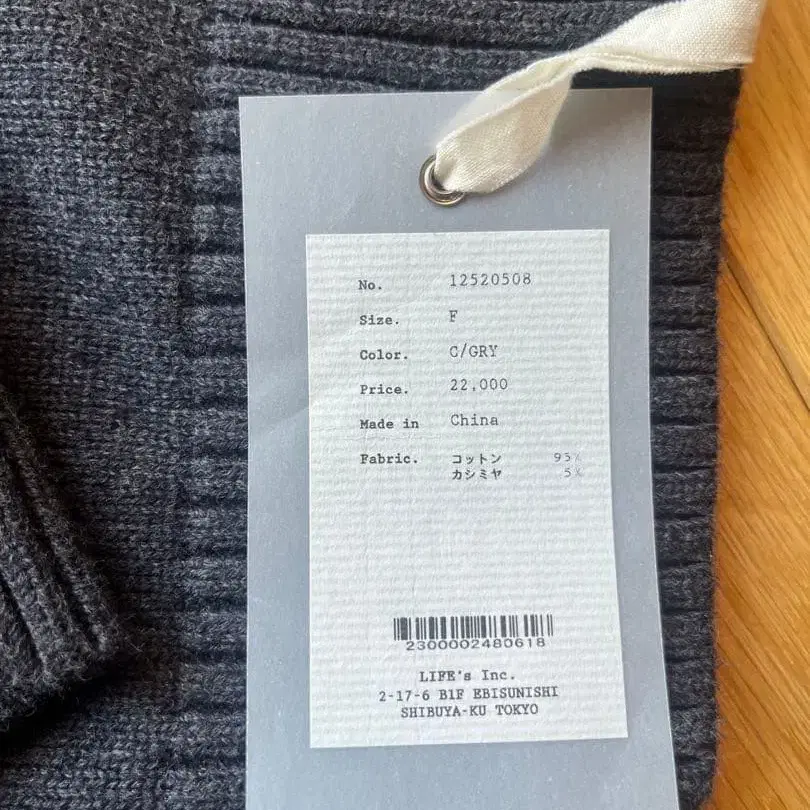 No. 12520508
Size. F
Color. C/GRY
Price. 22,000
Made in China
Fabric. コットン 95%
カシミヤ 5%
2300002480618
LIFE's Inc.
2-17-6 B1F EBISUNISHI
SHIBUYA-KU TOKYO